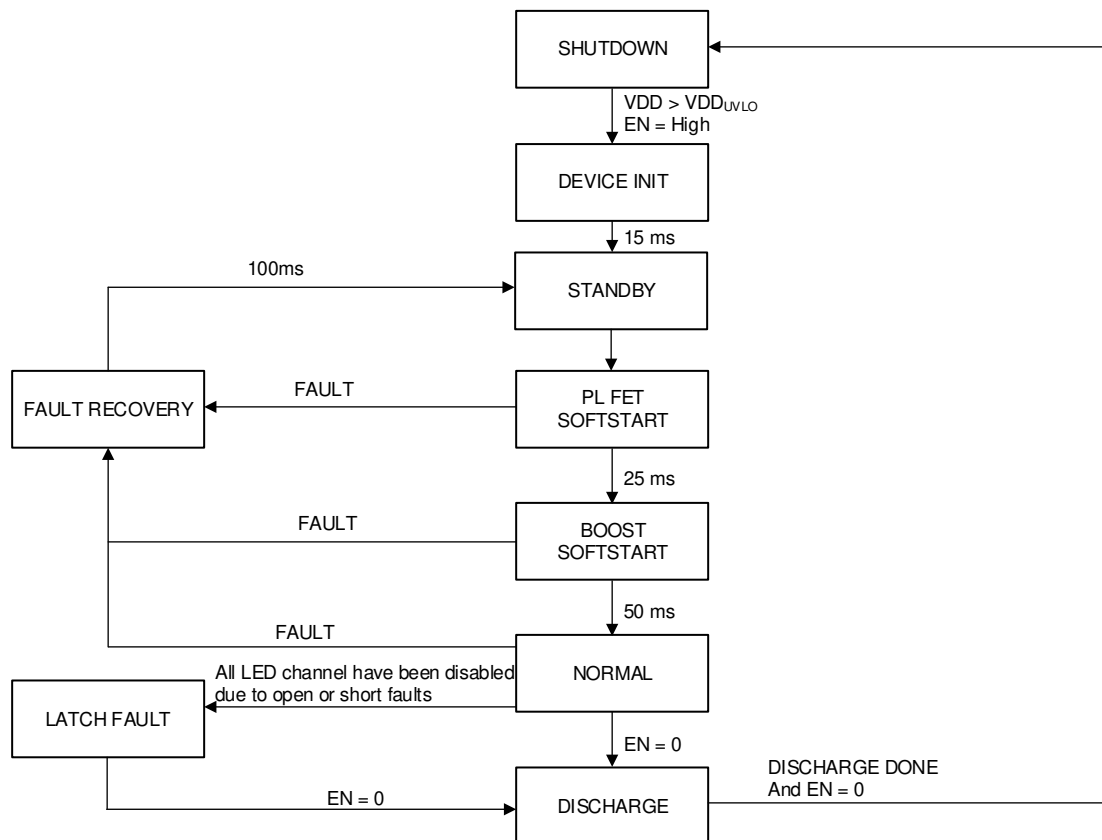 SHUTDOWN
VDD > VDDUVLO
EN = High
DEVICE INIT
15 ms
100ms
STANDBY
FAULT RECOVERY
FAULT
PL FET
SOFTSTART
25 ms
FAULT
BOOST
SOFTSTART
50 ms
FAULT
NORMAL
All LED channel have been disabled
due to open or short faults
LATCH FAULT
EN = 0
DISCHARGE DONE
And EN = 0
EN = 0
DISCHARGE